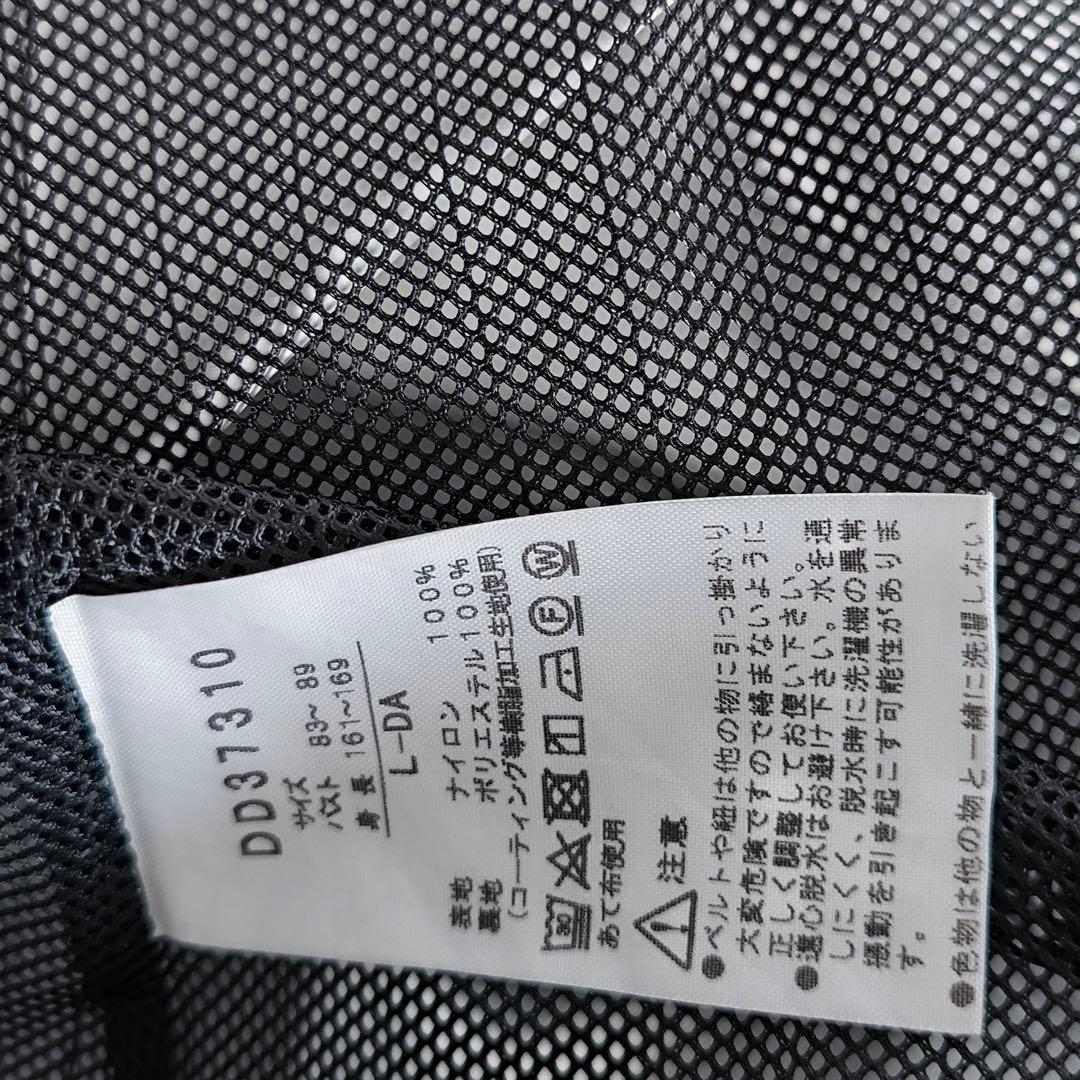 DD37310
サイズ
バスト 83~ 89
身 長 161~169
L-DA
表地 ナイロン 100%
裏地 ポリエステル100%
(コーティング等樹脂加工生地使用)
30 F W
あて布使用
注意
●ベルトや紐は他の物に引っ掛かり
大変危険ですので絡まないように
正しく調整してお使い下さい。
●遠心脱水はお避け下さい。水を通
しにくく、脱水時に洗濯機の異常
振動を引き起こす可能性がありま
す。
●色物は他の物と一緒に洗濯しない